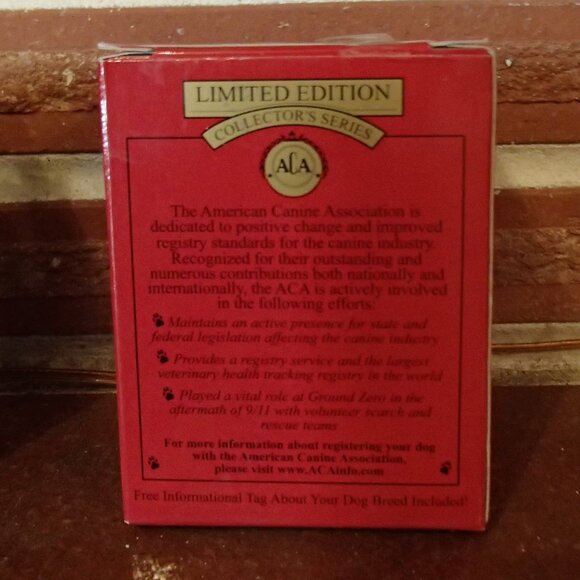 LIMITED EDITION
COLLECTOR'S SERIES
ACA
The American Canine Association is
dedicated to positive change and improved
registry standards for the canine industry.
Recognized for their outstanding and
numerous contributions both nationally and
internationally, the ACA is actively involved
in the following efforts:
Maintains an active presence for state and
federal legislation affecting the canine industry
Provides a registry service and the largest
veterinary health tracking registry in the world
Played a vital role at Ground Zero in the
aftermath of 9/11 with volunteer search and
rescue teams
For more information about registering your dog
with the American Canine Association,
please visit www.ACAinfo.com
Free Informational Tag About Your Dog Breed Included!